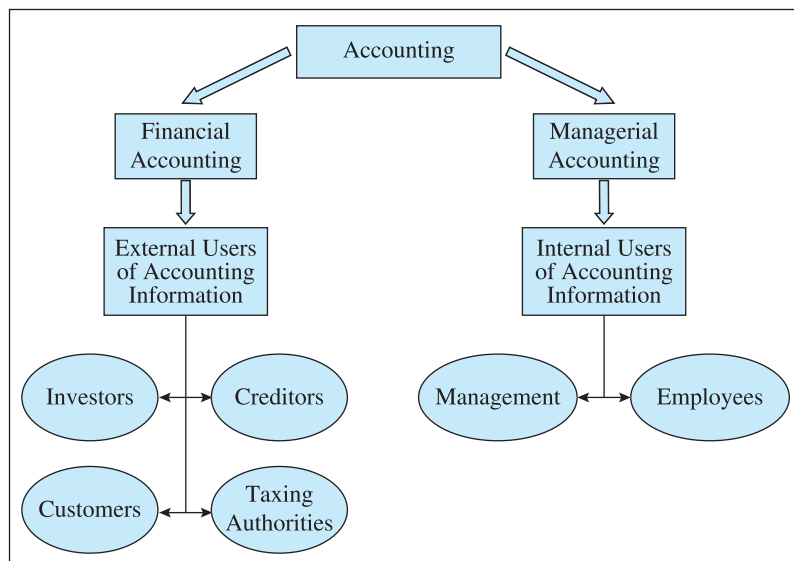 Accounting
Financial
Accounting
Managerial
Accounting
External Users
of Accounting
Information
Internal Users
of Accounting
Information
Investors
Creditors
Management
Employees
Customers
Taxing
Authorities